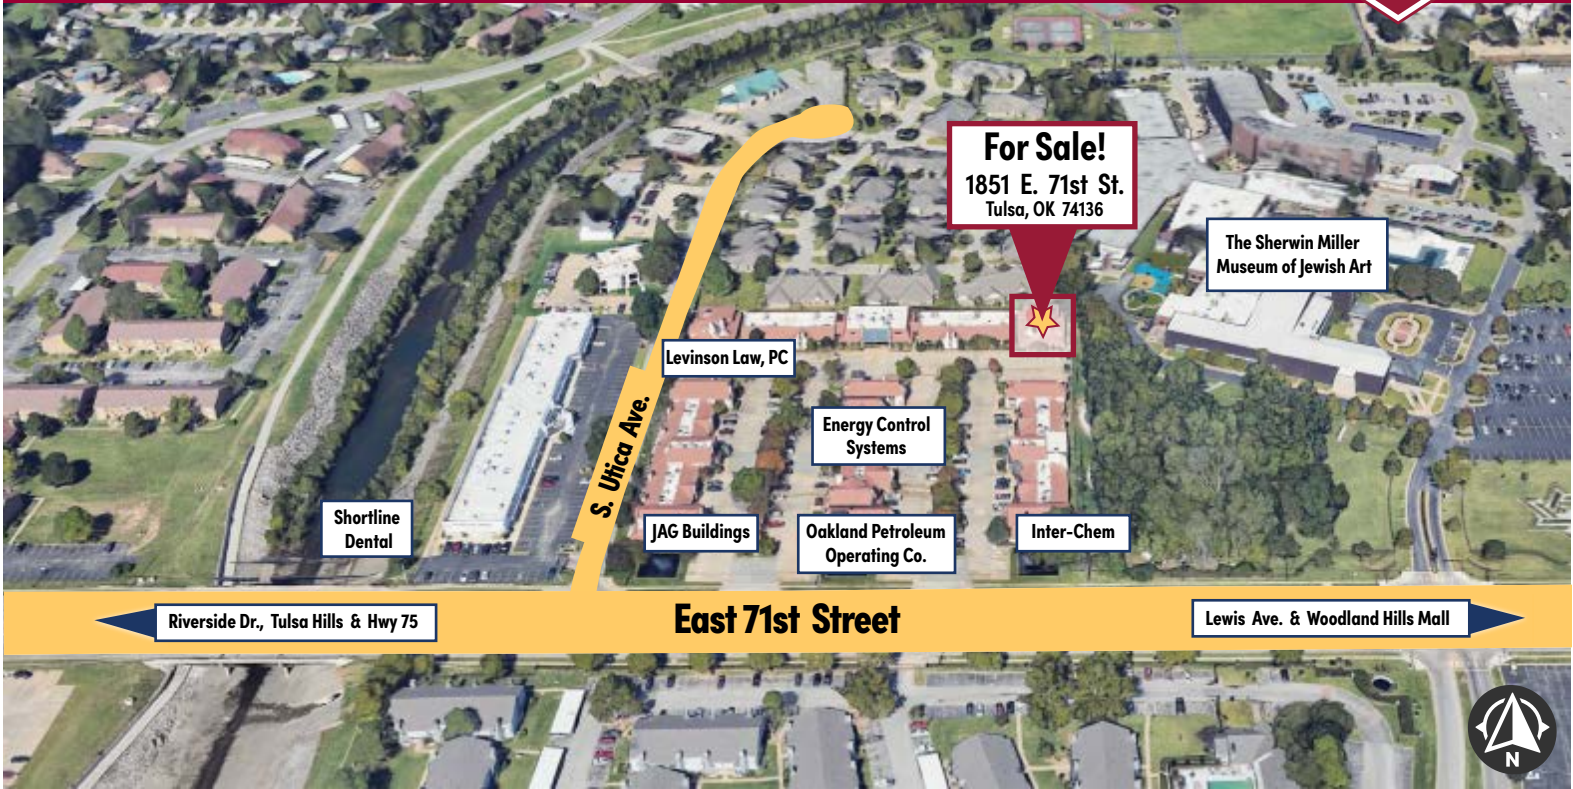 For Sale!
1851 E. 71st St.
Tulsa, OK 74136
The Sherwin Miller
Museum of Jewish Art
Levinson Law, PC
S. Utica Ave.
Energy Control
Systems
Shortline
Dental
JAG Buildings
Oakland Petroleum
Operating Co.
Inter-Chem
Riverside Dr., Tulsa Hills & Hwy 75
East 71st Street
Lewis Ave. & Woodland Hills Mall
N